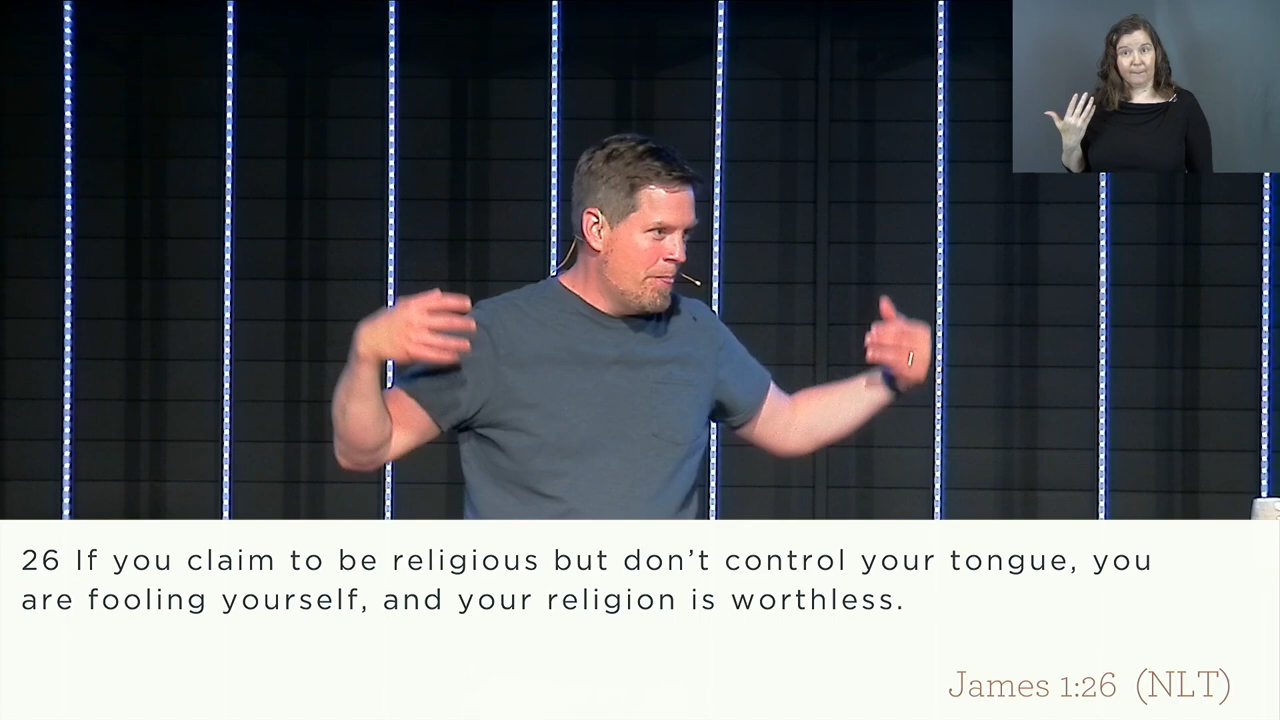 26 If you claim to be religious but don’t control your tongue, you
are fooling yourself, and your religion is worthless.
James 1:26 (NLT)